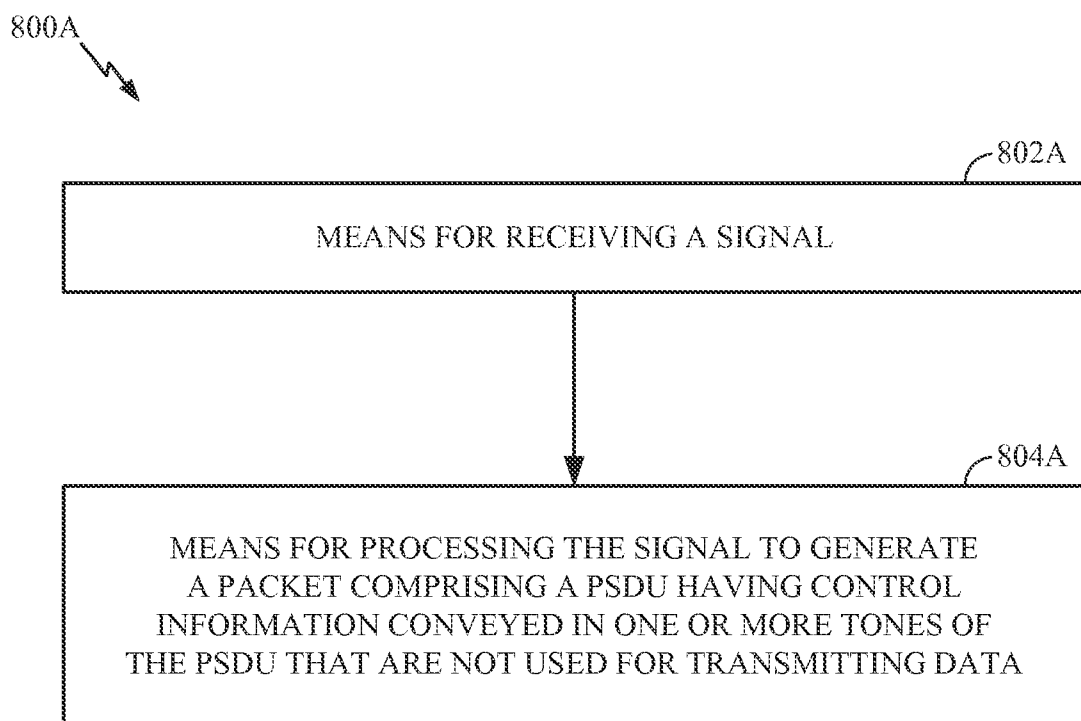 800A
802A
MEANS FOR RECEIVING A SIGNAL
804A
MEANS FOR PROCESSING THE SIGNAL TO GENERATE
A PACKET COMPRISING A PSDU HAVING CONTROL
INFORMATION CONVEYED IN ONE OR MORE TONES OF
THE PSDU THAT ARE NOT USED FOR TRANSMITTING DATA